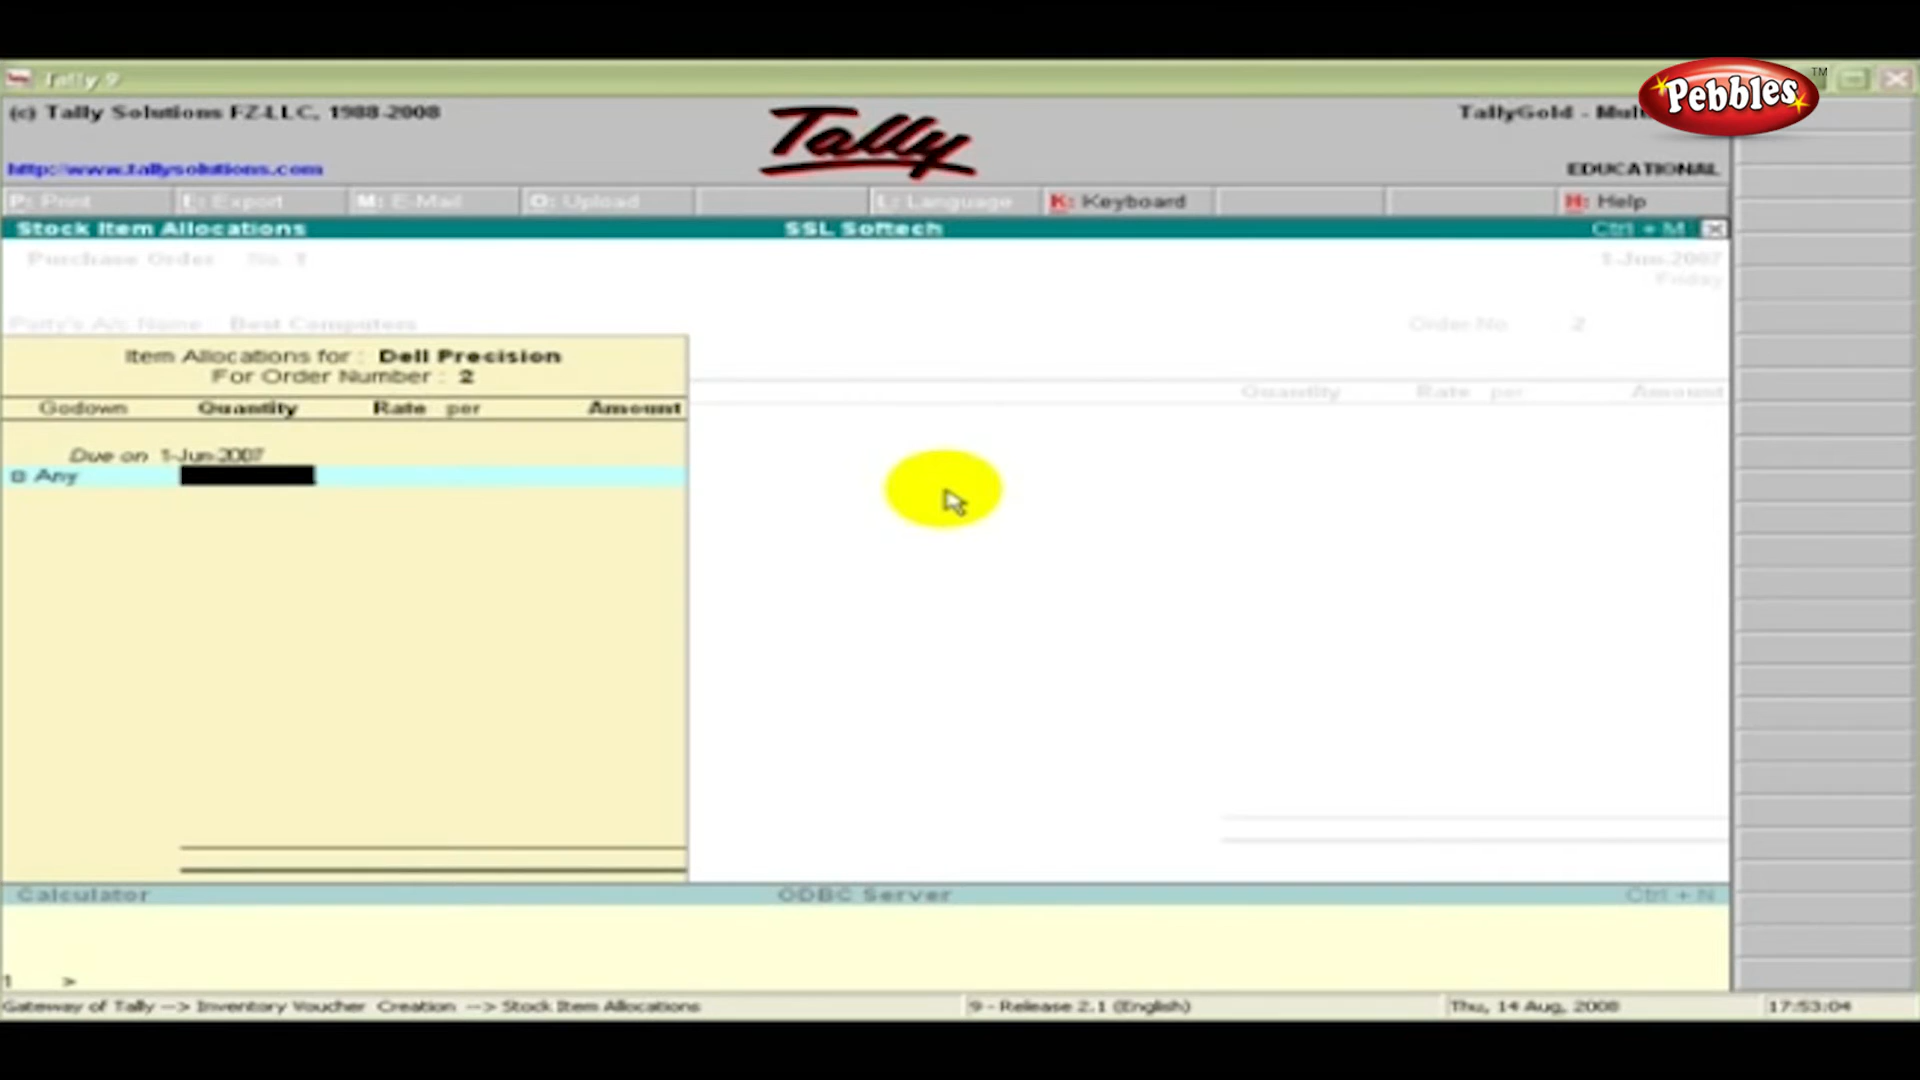 Pebbles TM
Tally 9
(c) Tally Solutions FZ-LLC, 1988-2008
Tally
TallyGold - Mul
http://www.tallysolutions.com
EDUCATIONAL
P: Print E: Export M: E-Mail O: Upload L: Language K: Keyboard H: Help
Stock Item Allocations SSL Softech Ctrl + M
Purchase Order No. 1 1-Jun-2007
Friday
Party's A/c Name : Best Computers Order No : 2
Item Allocations for : Dell Precision
For Order Number : 2
Quantity Rate per Amount
Godown Quantity Rate per Amount
Due on 1-Jun-2007
Any
Calculator ODBC Server Ctrl + N
1 >
Gateway of Tally --> Inventory Voucher Creation --> Stock Item Allocations 9 - Release 2.1 (English) Thu, 14 Aug, 2008 17:53:04